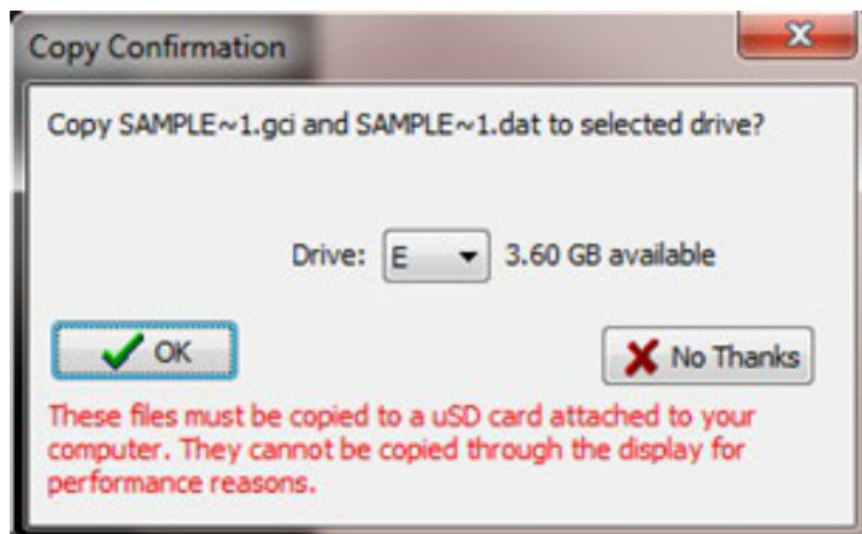 Copy Confirmation
Copy SAMPLE~1.gci and SAMPLE~1.dat to selected drive?
Drive: E 3.60 GB available
OK No Thanks
These files must be copied to a uSD card attached to your
computer. They cannot be copied through the display for
performance reasons.